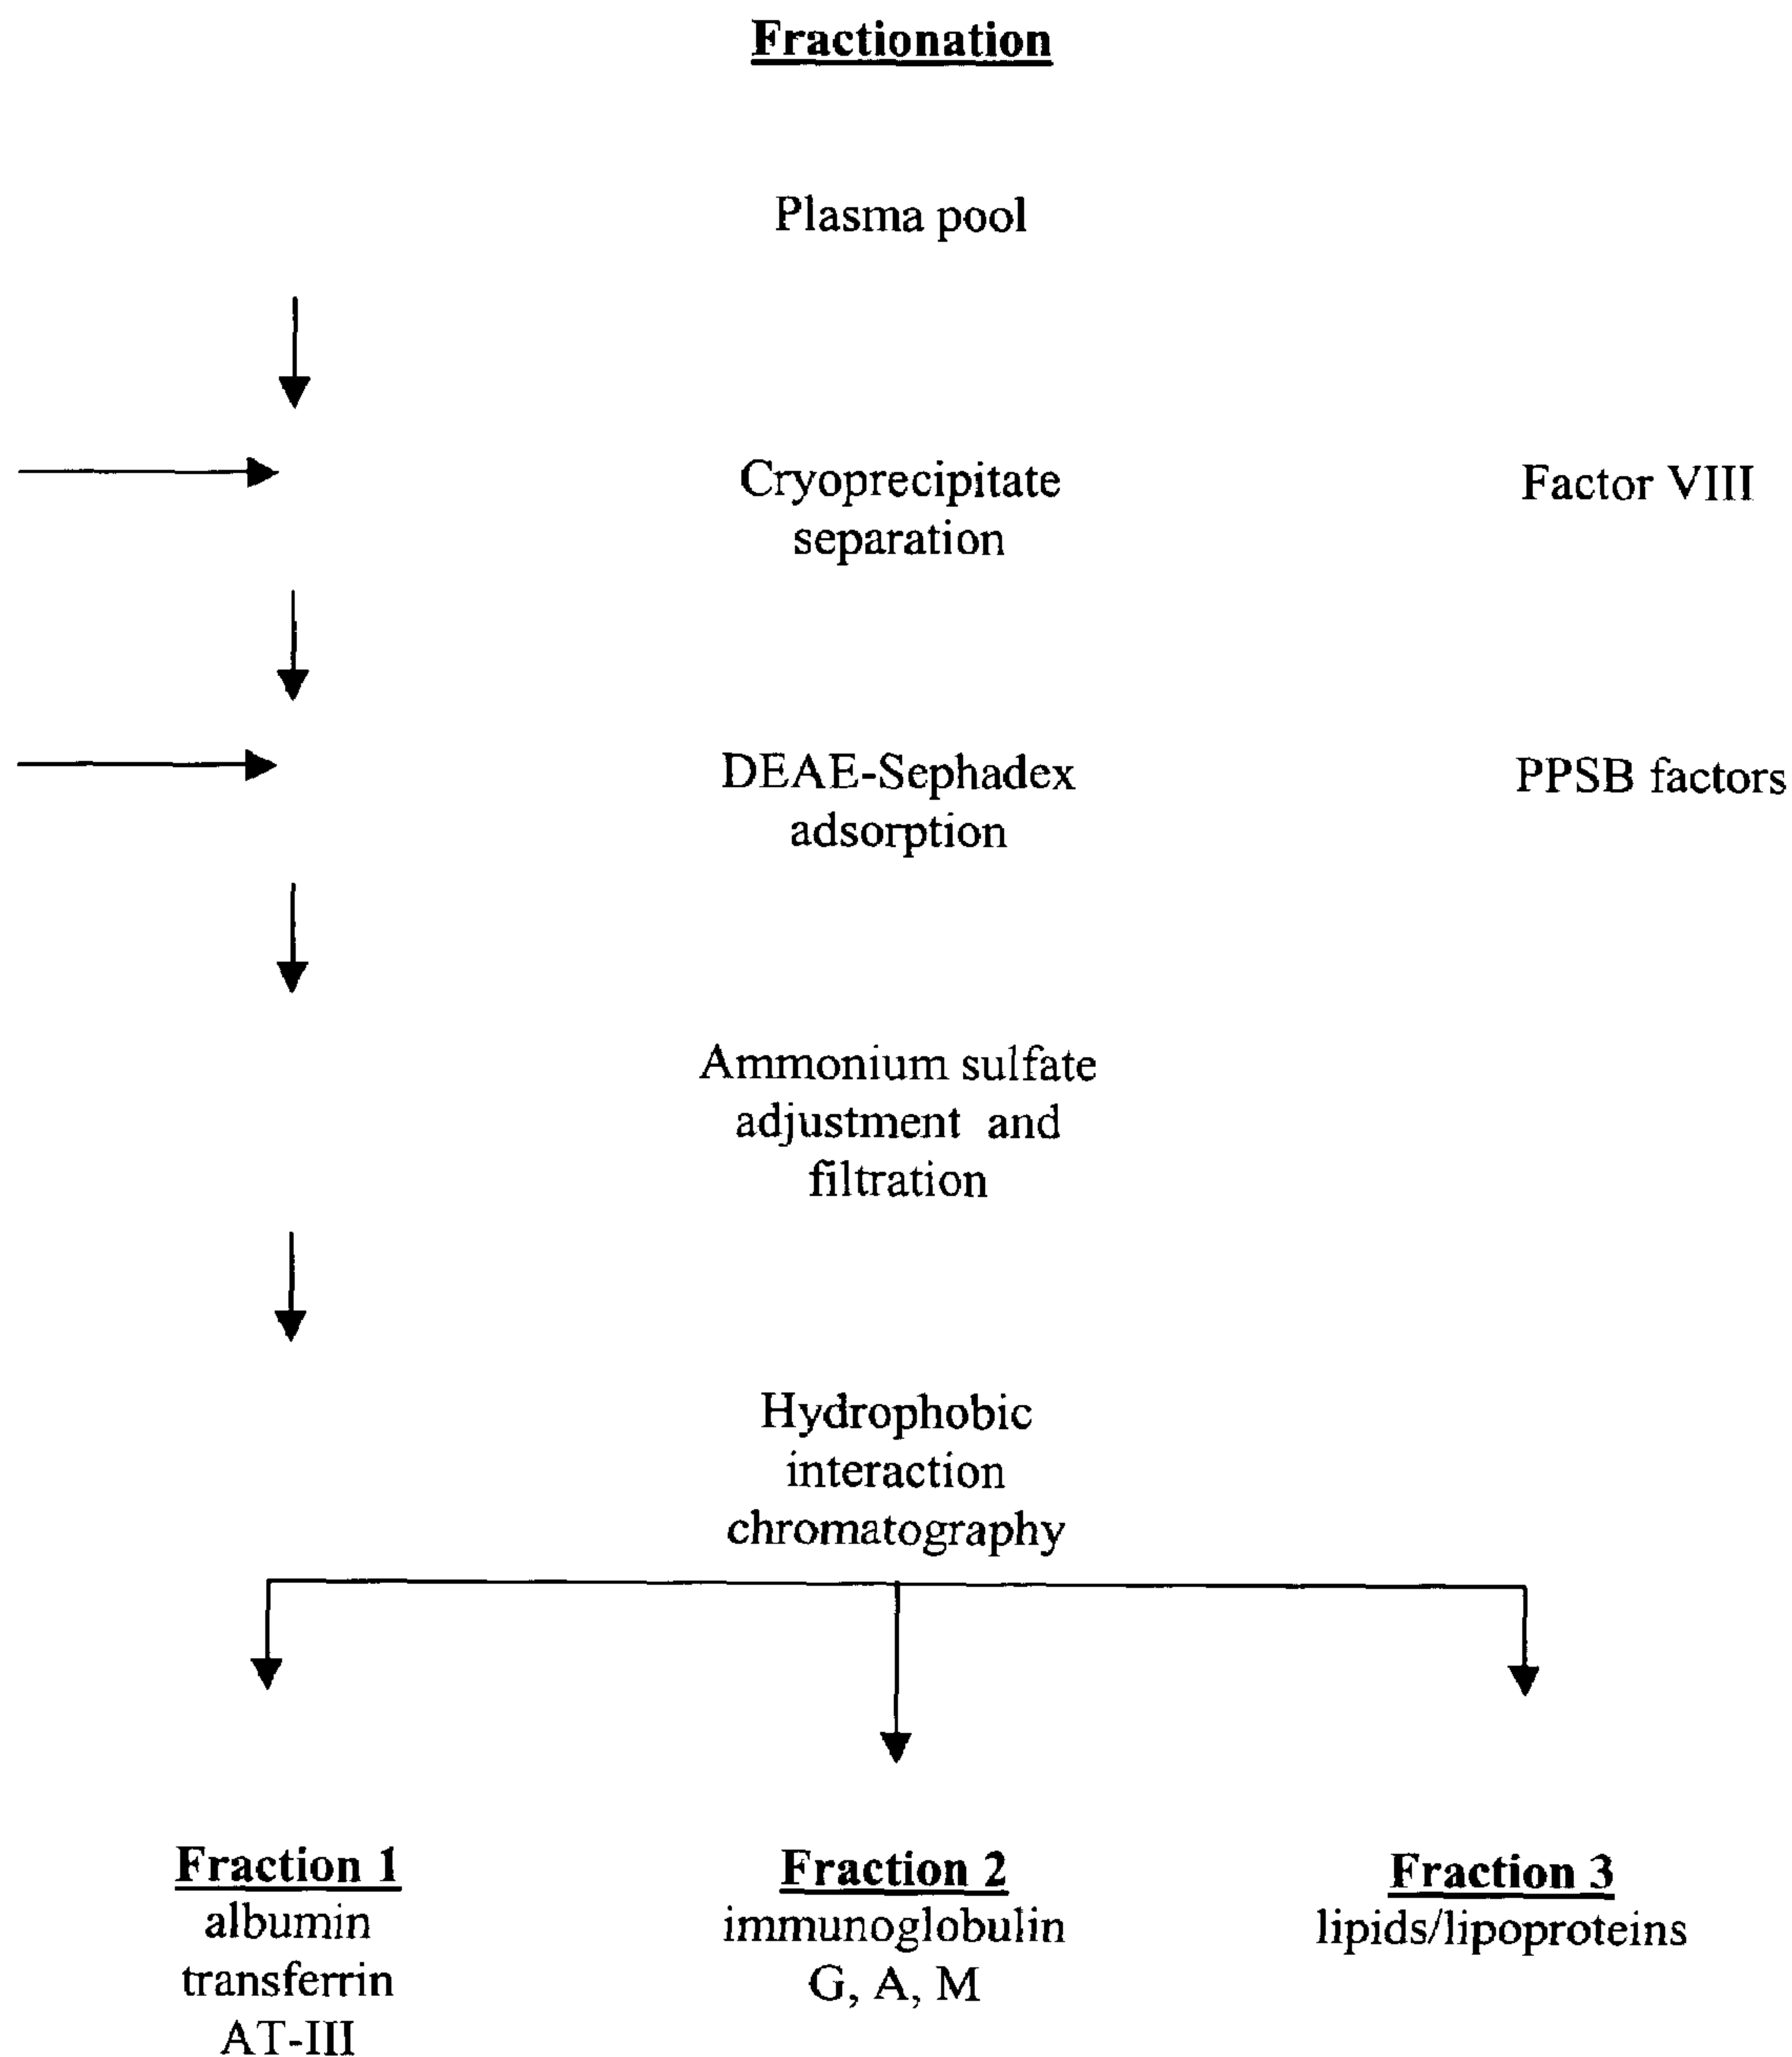 Fractionation
Plasma pool
Cryoprecipitate
separation
Factor VIII
DEAE-Sephadex
adsorption
PPSB factors
Ammonium sulfate
adjustment and
filtration
Hydrophobic
interaction
chromatography
Fraction 1
albumin
transferrin
AT-III
Fraction 2
immunoglobulin
G, A, M
Fraction 3
lipids/lipoproteins